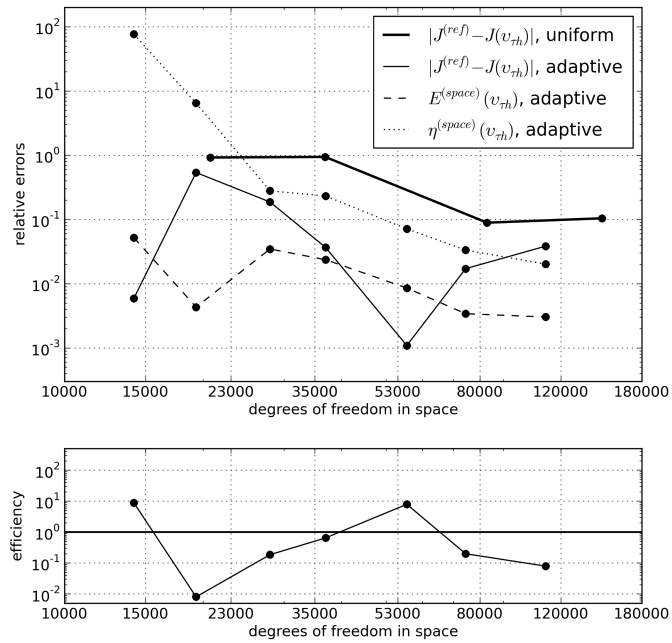 10²
10¹
10⁰
10⁻¹
10⁻²
10⁻³
relative errors
|J⁽ʳᵉᶠ⁾−J(υ_τh)|, uniform
|J⁽ʳᵉᶠ⁾−J(υ_τh)|, adaptive
E⁽ˢᵖᵃᶜᵉ⁾(υ_τh), adaptive
η⁽ˢᵖᵃᶜᵉ⁾(υ_τh), adaptive
10000 15000 23000 35000 53000 80000 120000 180000
degrees of freedom in space
10²
10¹
10⁰
10⁻¹
10⁻²
efficiency
10000 15000 23000 35000 53000 80000 120000 180000
degrees of freedom in space